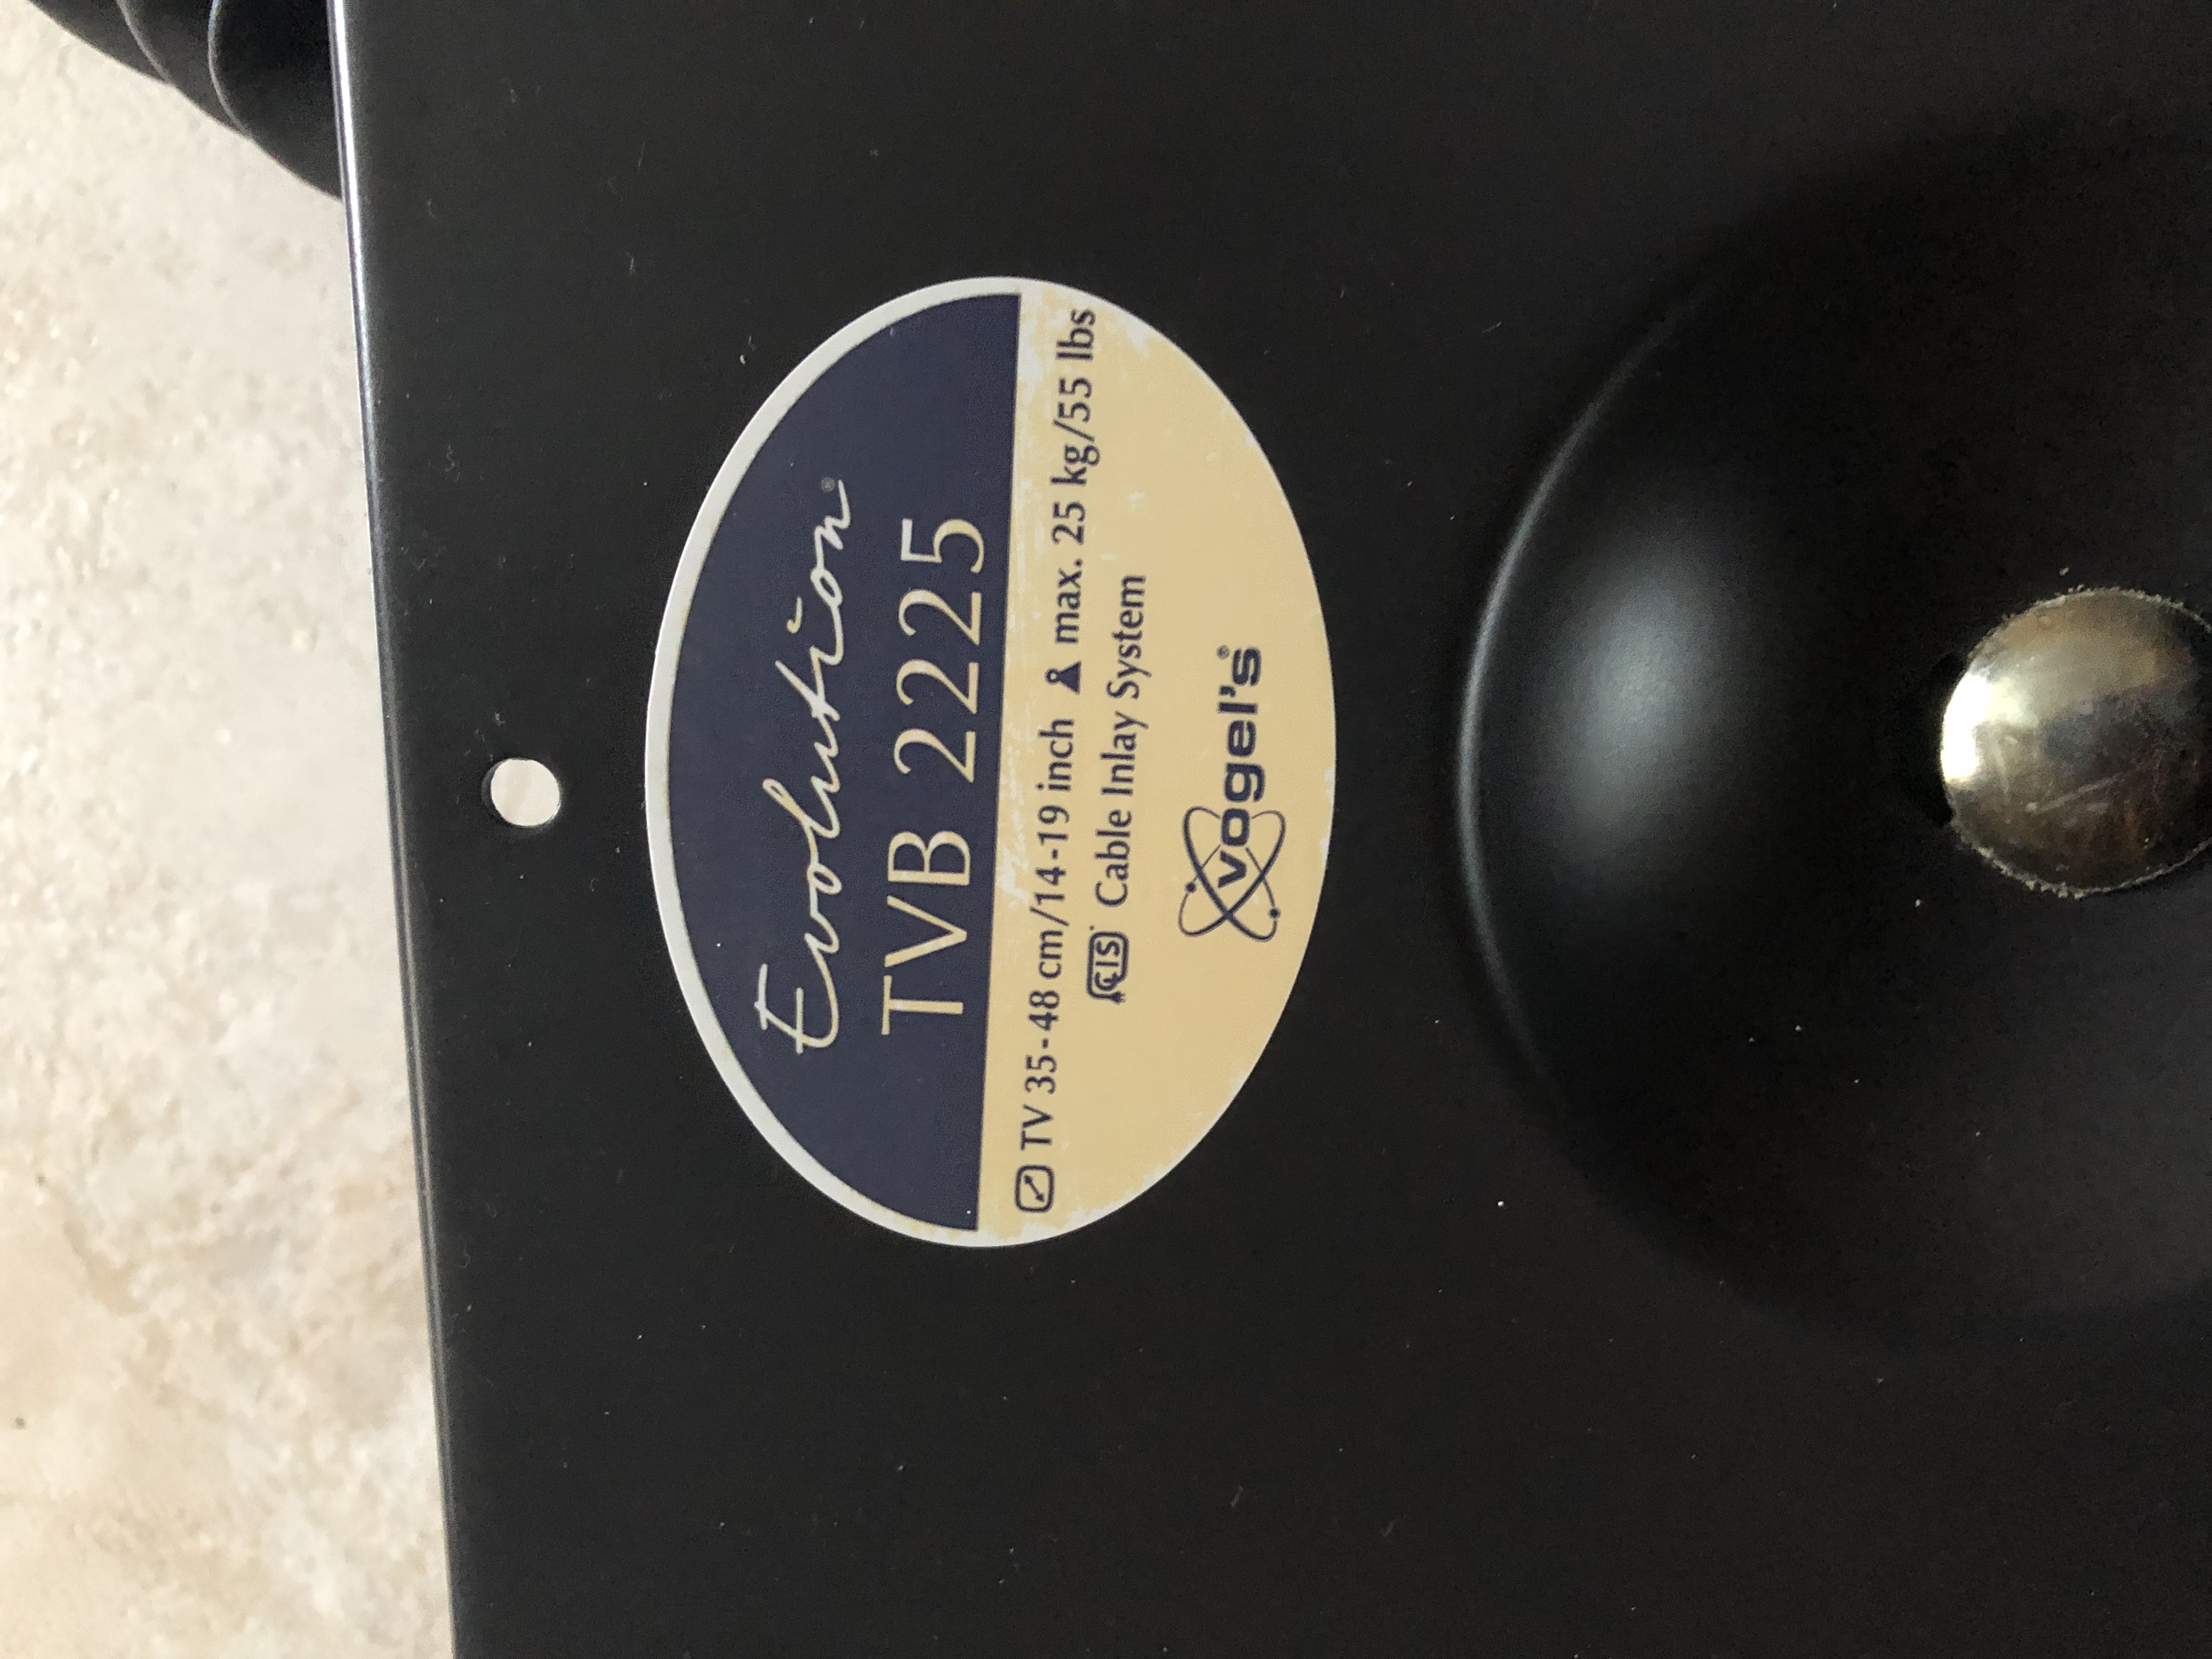 Evolution®
TVB 2225
TV 35-48 cm/14-19 inch max. 25 kg/55 lbs
CIS Cable Inlay System
vogel's®